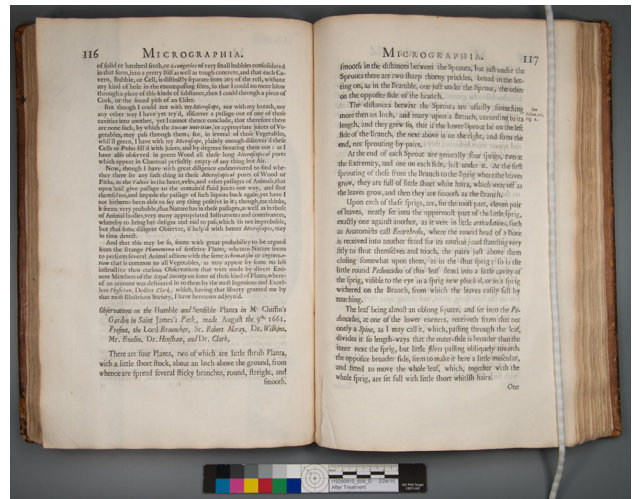 116 MICROGRAPHIA.
of solid or hardned froth, or a congeries of very small bubbles consolidated
in that form, into a pretty stiff as well as tough concrete, and that each Ca-
vern, Bubble, or Cell, is distinctly separate from any of the rest, without
any kind of hole in the encompassing films, so that I could no more blow
through a piece of this kinde of substance, then I could through a piece of
Cork, or the sound pith of an Elder.
But though I could not with my Microscope, nor with my breath, nor
any other way I have yet try'd, discover a passage out of one of those
cavities into another, yet I cannot thence conclude, that therefore there
are none such, by which the Succus nutritius, or appropriate juices of Ve-
getables, may pass through them; for, in several of those Vegetables,
whil'st green, I have with my Microscope, plainly enough discover'd these
Cells or Poles fill'd with juices, and by degrees sweating them out: as I
have also observed in green Wood all those long Microscopical pores
which appear in Charcoal perfectly empty of any thing but Air.
Now, though I have with great diligence endeavoured to find whe-
ther there be any such thing in those Microscopical pores of Wood or
Piths, as the Valves in the heart, veins, and other passages of Animals, that
open and give passage to the contain'd fluid juices one way, and shut
themselves, and impede the passage of such liquors back again, yet have I
not hitherto been able to say any thing positive in it; though, me thinks,
it seems very probable, that Nature has in these passages, as well as in those
of Animal bodies, very many appropriated Instruments and contrivances,
whereby to bring her designs and end to pass, which 'tis not improbable,
but that some diligent Observer, if help'd with better Microscopes, may
in time detect.
And that this may be so, seems with great probability to be argued
from the strange Phænomena of sensitive Plants, wherein Nature seems
to perform several Animal actions with the same Schematism or Organiza-
tion that is common to all Vegetables, as may appear by some no less
instructive then curious Observations that were made by divers Emi-
nent Members of the Royal Society on some of these kind of Plants, where-
of an account was delivered in to them by the most Ingenious and Excel-
lent Physician, Doctor Clark, which, having that liberty granted me by
that most Illustrious Society, I have hereunto adjoyn'd.
Observations on the Humble and Sensible Plants in Mr Chiffin's
Garden in Saint James's Park, made August the 9th 1661.
Present, the Lord Brouncker, Sr. Robert Moray, Dr. Wilkins,
Mr. Evelin, Dr. Henshaw, and Dr. Clark.
There are four Plants, two of which are little shrub Plants,
with a little short stock, about an Inch above the ground, from
whence are spread several sticky branches, round, streight, and
smooth,
MICROGRAPHIA. 117
smooth in the distances between the Sprouts, but just under the
Sprouts there are two sharp thorny prickles, broad in the let-
ting on, as in the Bramble, one just under the Sprout, the other
on the opposite side of the branch.
The distances betwixt the Sprouts are usually something
more then an Inch, and many upon a Branch, according to its
length, and they grow so, that if the lower Sprout be on the left
side of the Branch, the next above is on the right, and so to the
end, not sprouting by pairs.
At the end of each Sprout are generally four sprigs, two at
the Extremity, and one on each side, just under it. At the first
sprouting of these from the Branch to the Sprig where the leaves
grow, they are full of little short white hairs, which wear off as
the leaves grow, and then they are smooth as the Branch.
Upon each of these sprigs, are, for the most part, eleven pair
of leaves, neatly set into the uppermost part of the little sprig,
exactly one against another, as it were in little articulations, such
as Anatomists call Enarthrosis, where the round head of a Bone
is received into another fitted for its motion; and standing very
fitly to shut themselves and touch, the pairs just above them
closing somewhat upon them, as in the shut sprig; so is the
little round Pedunculus of this leaf fitted into a little cavity of
the sprig, visible to the eye in a sprig new pluck'd, or in a sprig
withered on the Branch, from which the leaves easily fall by
touching.
The leaf being almost an oblong square, and set into the Pe-
dunculus, at one of the lower corners, receiveth from that not
onely a Spine, as I may call it, which, passing through the leaf,
divides it so length-ways that the outer-side is broader than the
inner next the sprig, but little fibres passing obliquely towards
the opposite broader side, seem to make it here a little muscular,
and fitted to move the whole leaf, which, together with the
whole sprig, are set full with little short whitish hairs.
One
After Treatment